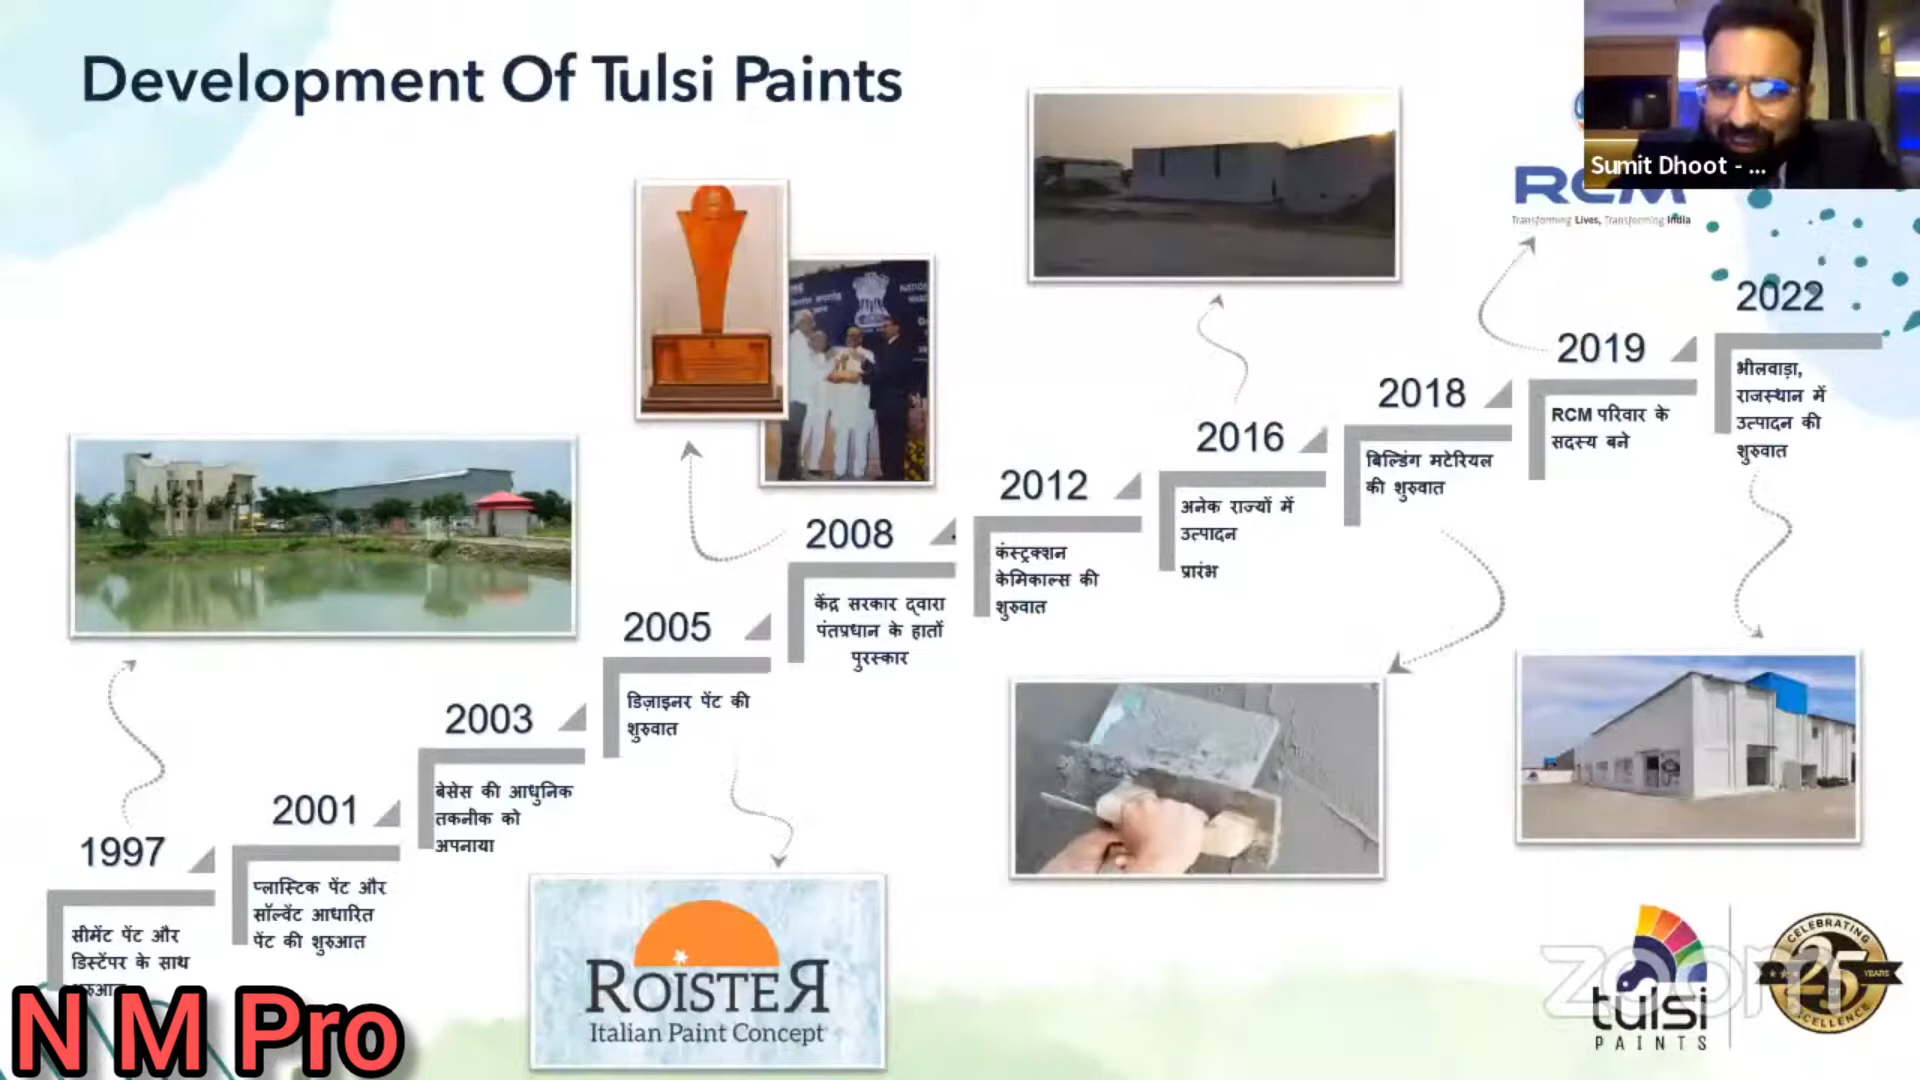 Development Of Tulsi Paints
Sumit Dhoot - ...
RCM
Transforming Lives, Transforming India
2022
भीलवाड़ा,
राजस्थान में
उत्पादन की
शुरुवात
2019
RCM परिवार के
सदस्य बने
2018
बिल्डिंग मटेरियल
की शुरुवात
2016
अनेक राज्यों में
उत्पादन
प्रारंभ
2012
कंस्ट्रक्शन
केमिकाल्स की
शुरुवात
2008
केंद्र सरकार द्वारा
पंतप्रधान के हातों
पुरस्कार
2005
डिज़ाइनर पेंट की
शुरुवात
2003
बेसेस की आधुनिक
तकनीक को
अपनाया
2001
प्लास्टिक पेंट और
सॉल्वेंट आधारित
पेंट की शुरुआत
1997
सीमेंट पेंट और
डिस्टेंपर के साथ
N M Pro
ROISTER
Italian Paint Concept
zoom
tulsi
PAINTS
CELEBRATING
25
YEARS
OF
EXCELLENCE